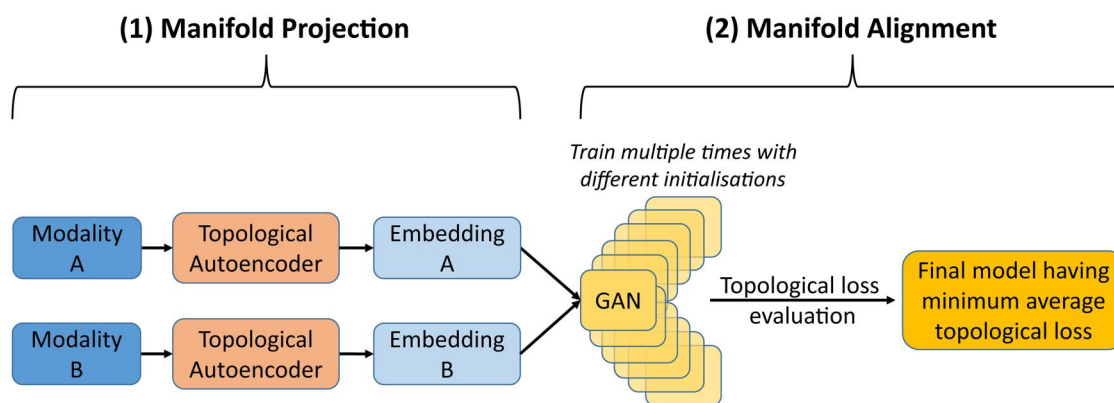 (1) Manifold Projection
(2) Manifold Alignment
Train multiple times with
different initialisations
Modality
A
Topological
Autoencoder
Embedding
A
Modality
B
Topological
Autoencoder
Embedding
B
GAN
Topological loss
evaluation
Final model having
minimum average
topological loss